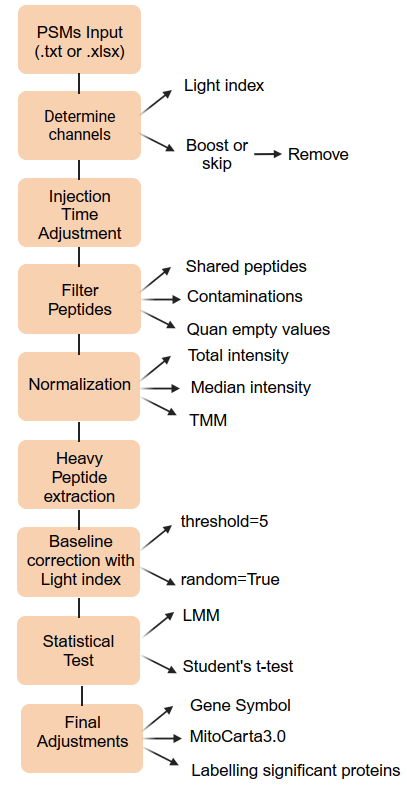 PSMs Input
(.txt or .xlsx)
Determine
channels
Light index
Boost or
skip
Remove
Injection
Time
Adjustment
Filter
Peptides
Shared peptides
Contaminations
Quan empty values
Normalization
Total intensity
Median intensity
TMM
Heavy
Peptide
extraction
Baseline
correction with
Light index
threshold=5
random=True
Statistical
Test
LMM
Student's t-test
Final
Adjustments
Gene Symbol
MitoCarta3.0
Labelling significant proteins